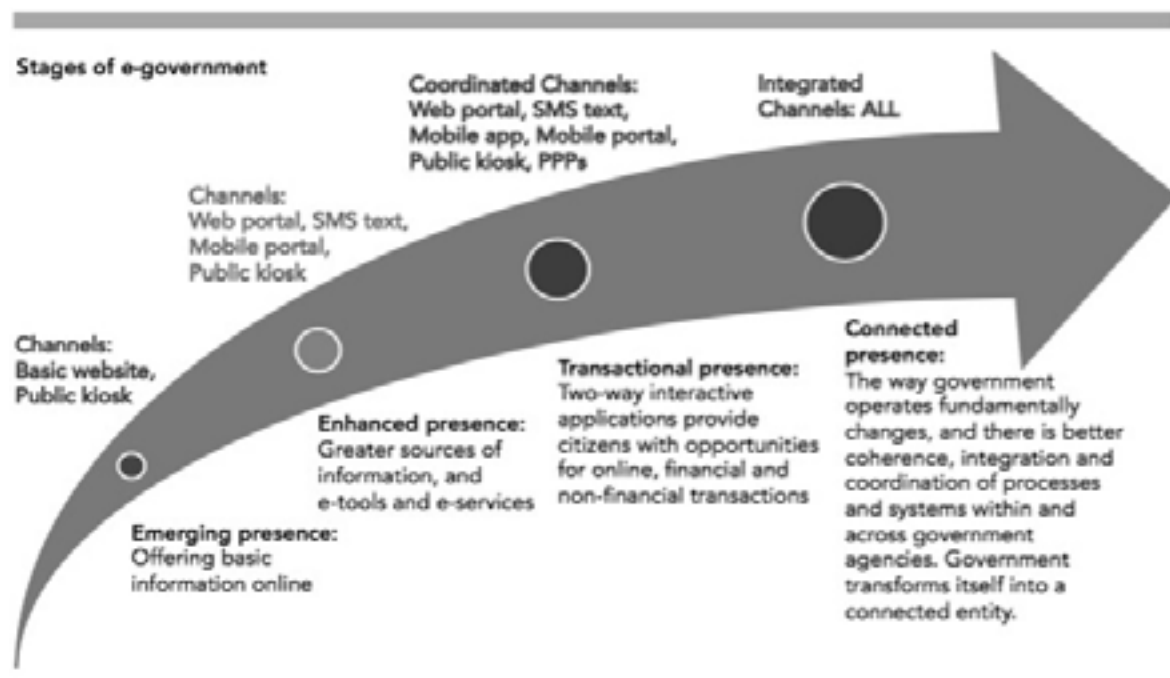 Stages of e-government
Coordinated Channels:
Web portal, SMS text,
Mobile app, Mobile portal,
Public kiosk, PPPs
Integrated
Channels: ALL
Channels:
Web portal, SMS text,
Mobile portal,
Public kiosk
Channels:
Basic website,
Public kiosk
Emerging presence:
Offering basic
information online
Enhanced presence:
Greater sources of
information, and
e-tools and e-services
Transactional presence:
Two-way interactive
applications provide
citizens with opportunities
for online, financial and
non-financial transactions
Connected
presence:
The way government
operates fundamentally
changes, and there is better
coherence, integration and
coordination of processes
and systems within and
across government
agencies. Government
transforms itself into a
connected entity.